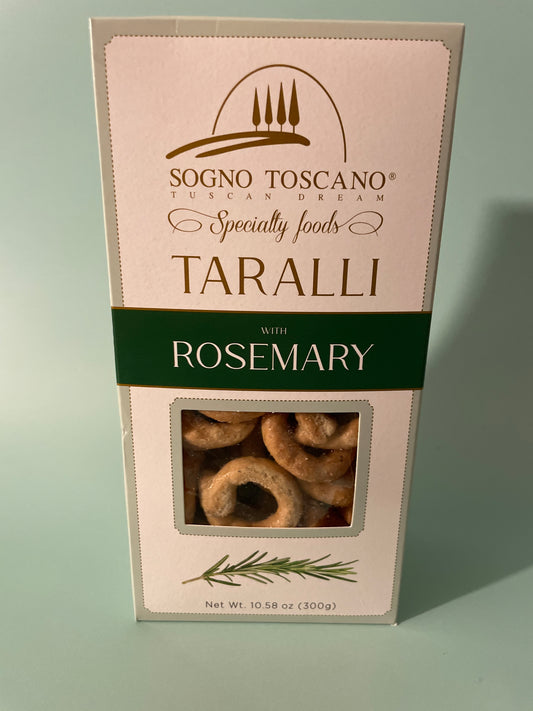 SOGNO TOSCANO®
TUSCAN DREAM
Specialty foods
TARALLI
WITH
ROSEMARY
Net Wt. 10.58 oz (300g)